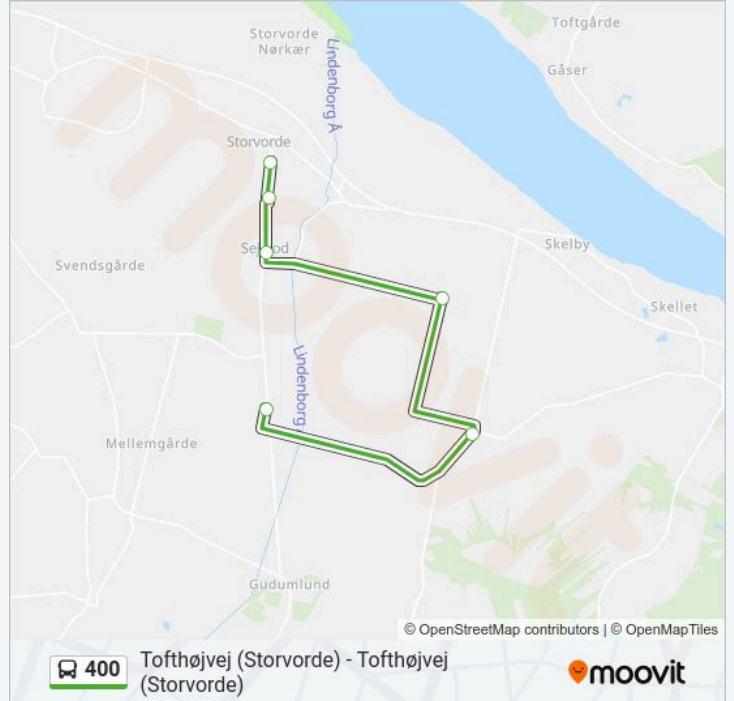 Toftgårde
Storvorde
Nørkær
Gåser
Lindenborg Å
Storvorde
Skelby
Svendsgårde
Skellet
Lindenborg
Mellemgårde
moovit
Gudumlund
© OpenStreetMap contributors | © OpenMapTiles
400
Tofthøjvej (Storvorde) - Tofthøjvej
(Storvorde)
moovit